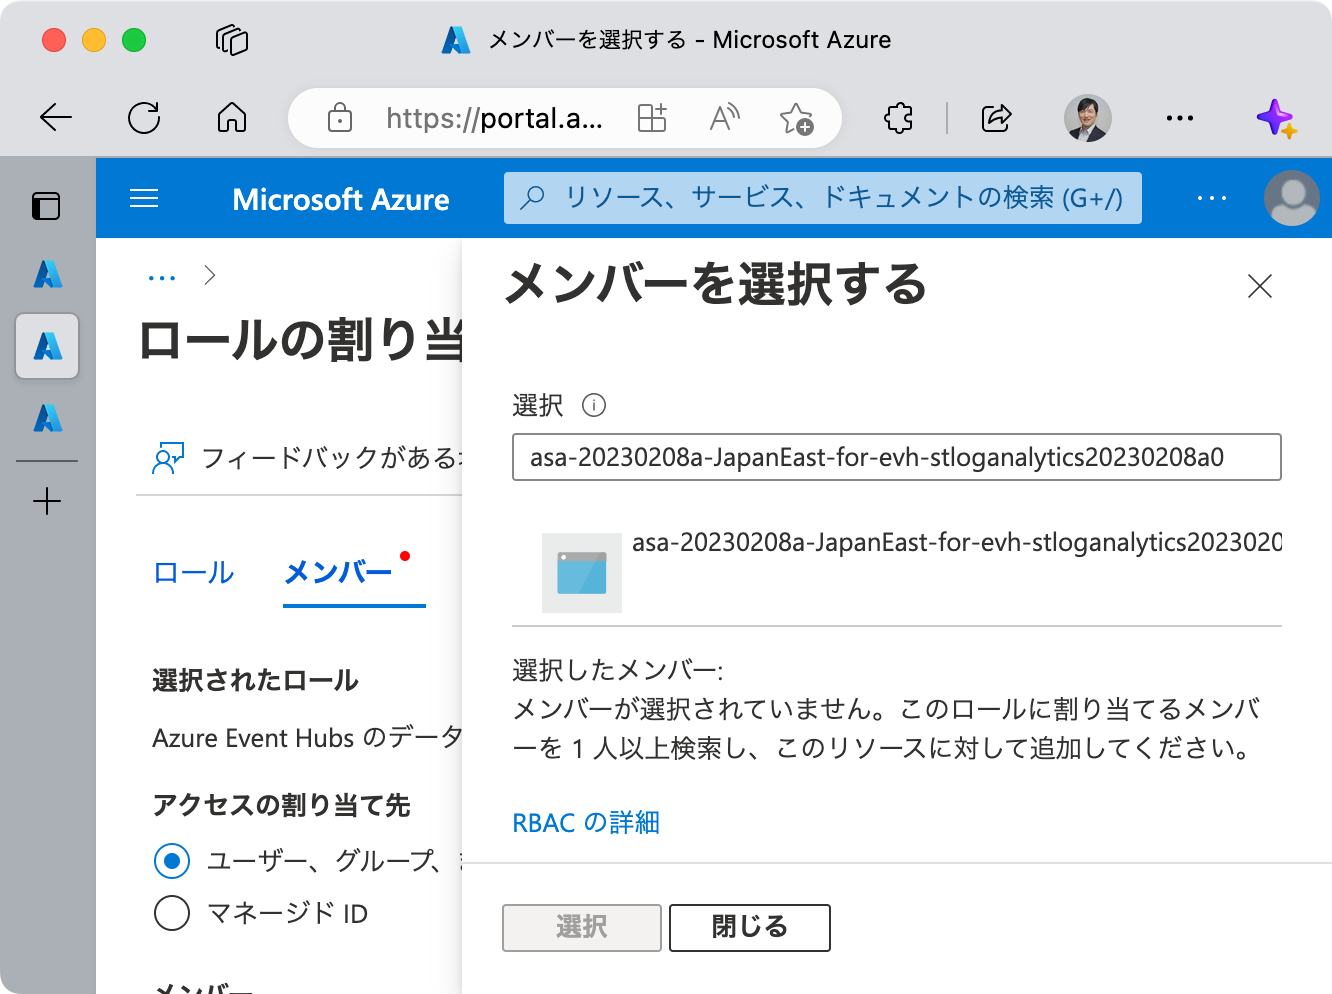 メンバーを選択する - Microsoft Azure
https://portal.a...
Microsoft Azure
リソース、サービス、ドキュメントの検索 (G+/)
メンバーを選択する
ロールの割り当
選択
asa-20230208a-JapanEast-for-evh-stloganalytics20230208a0
フィードバックがある
asa-20230208a-JapanEast-for-evh-stloganalytics2023020
ロール
メンバー
選択したメンバー:
選択されたロール
メンバーが選択されていません。このロールに割り当てるメンバ
ーを 1 人以上検索し、このリソースに対して追加してください。
Azure Event Hubs のデータ
アクセスの割り当て先
RBAC の詳細
ユーザー、グループ、
マネージド ID
選択
閉じる
メンバー